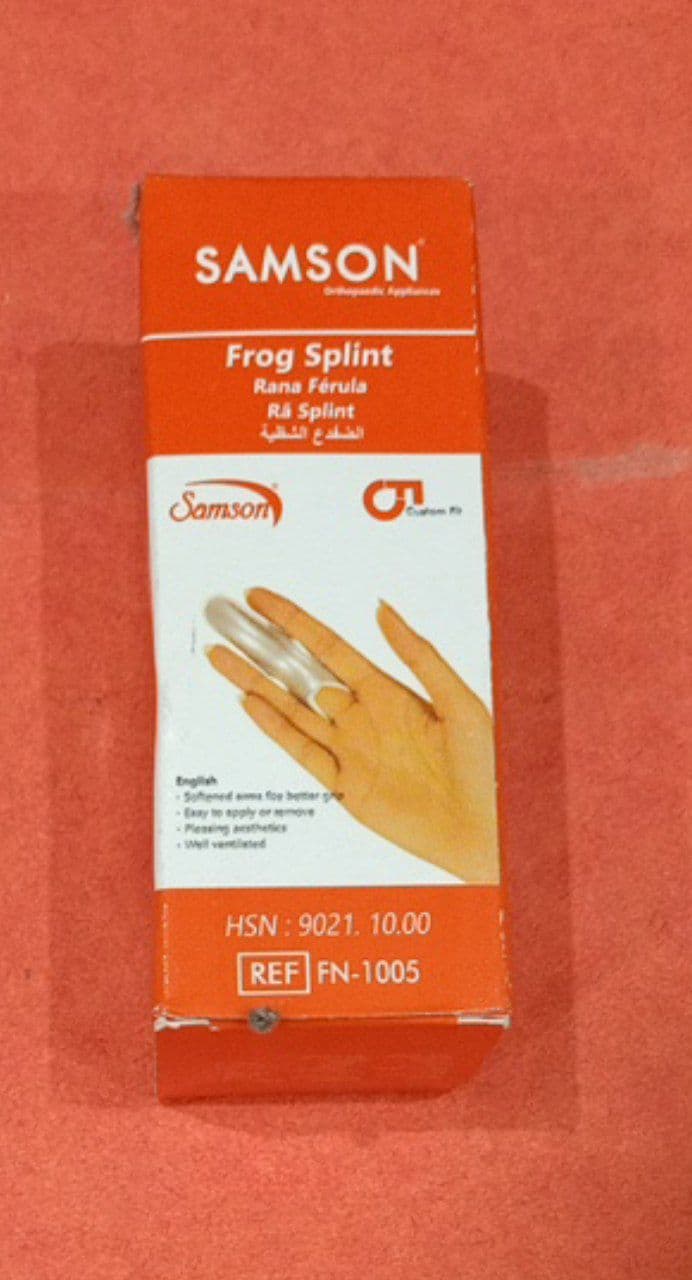 SAMSON
Orthopaedic Appliances
Frog Splint
Rana Férula
Rã Splint
الضفدع الشظية
Samson
Custom Fit
English
- Softened arms for better grip
- Easy to apply or remove
- Pleasing aesthetics
- Well ventilated
HSN : 9021. 10.00
REF FN-1005